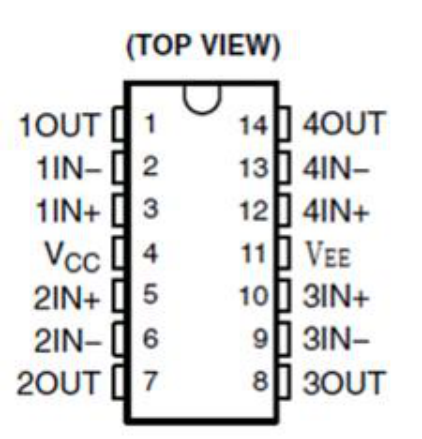 (TOP VIEW)
1OUT 1 14 4OUT
1IN− 2 13 4IN−
1IN+ 3 12 4IN+
VCC 4 11 VEE
2IN+ 5 10 3IN+
2IN− 6 9 3IN−
2OUT 7 8 3OUT